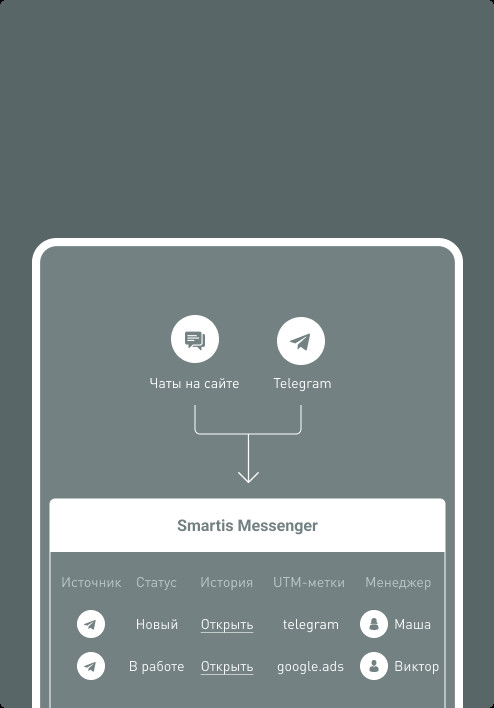 Чаты на сайте Telegram
Smartis Messenger
Источник Статус История UTM-метки Менеджер
Новый Открыть telegram Маша
В работе Открыть google.ads Виктор